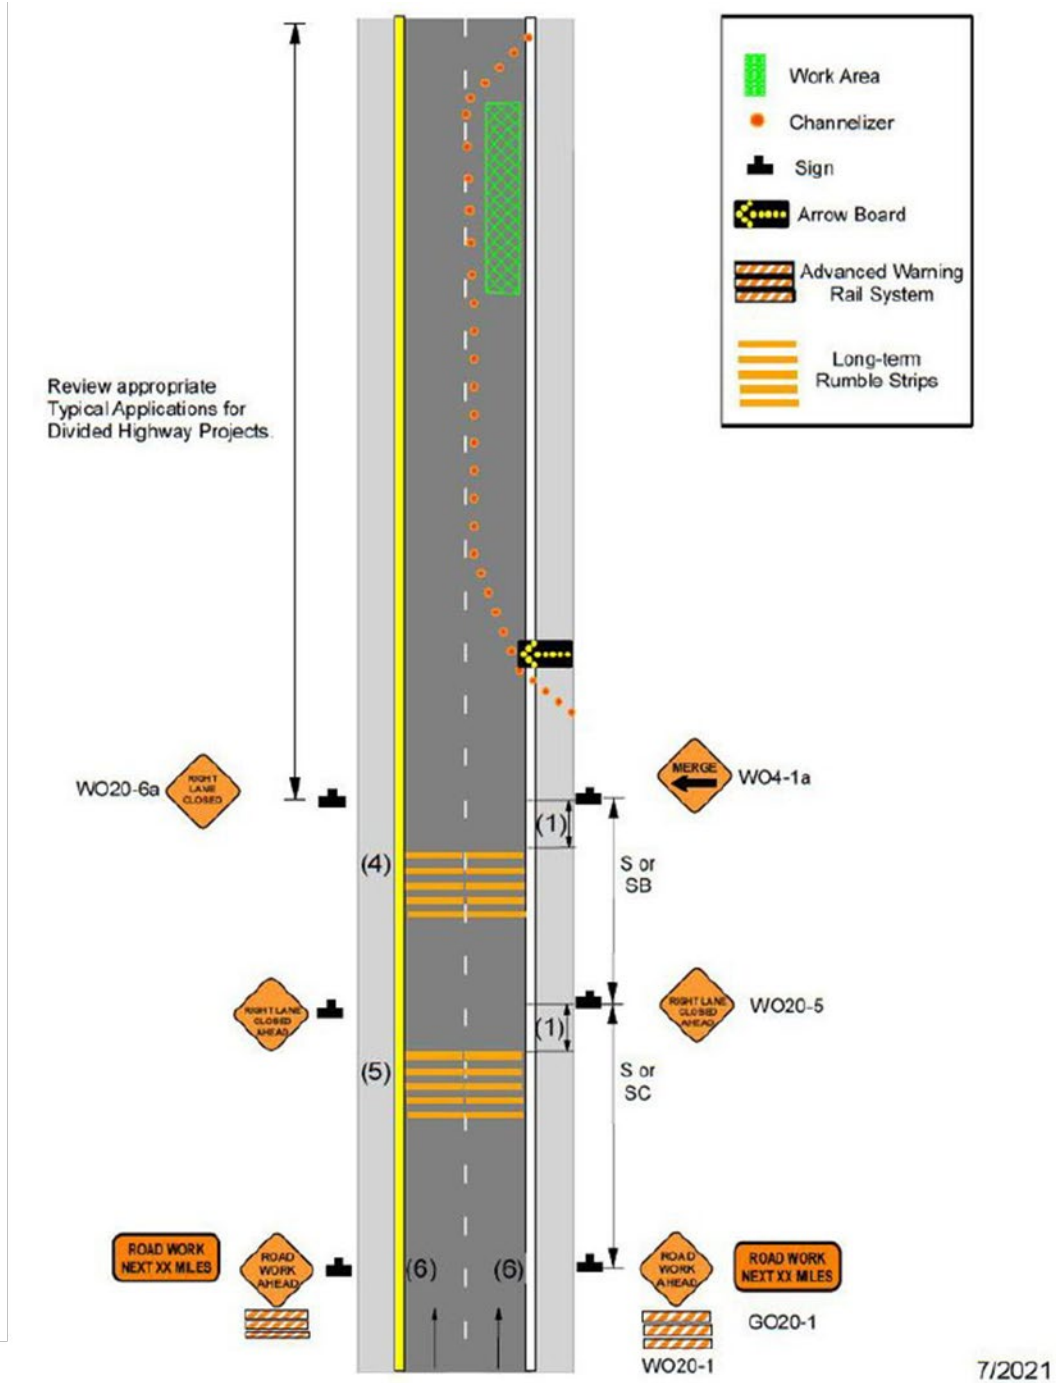 Work Area
Channelizer
Sign
Arrow Board
Advanced Warning
Rail System
Long-term
Rumble Strips
Review appropriate
Typical Applications for
Divided Highway Projects.
WO20-6a
RIGHT
LANE
CLOSED
MERGE
WO4-1a
(1)
(4)
S or
SB
RIGHT LANE
CLOSED
AHEAD
RIGHT LANE
CLOSED
AHEAD
WO20-5
(1)
(5)
S or
SC
ROAD WORK
NEXT XX MILES
ROAD
WORK
AHEAD
(6)
(6)
ROAD
WORK
AHEAD
ROAD WORK
NEXT XX MILES
GO20-1
WO20-1
7/2021